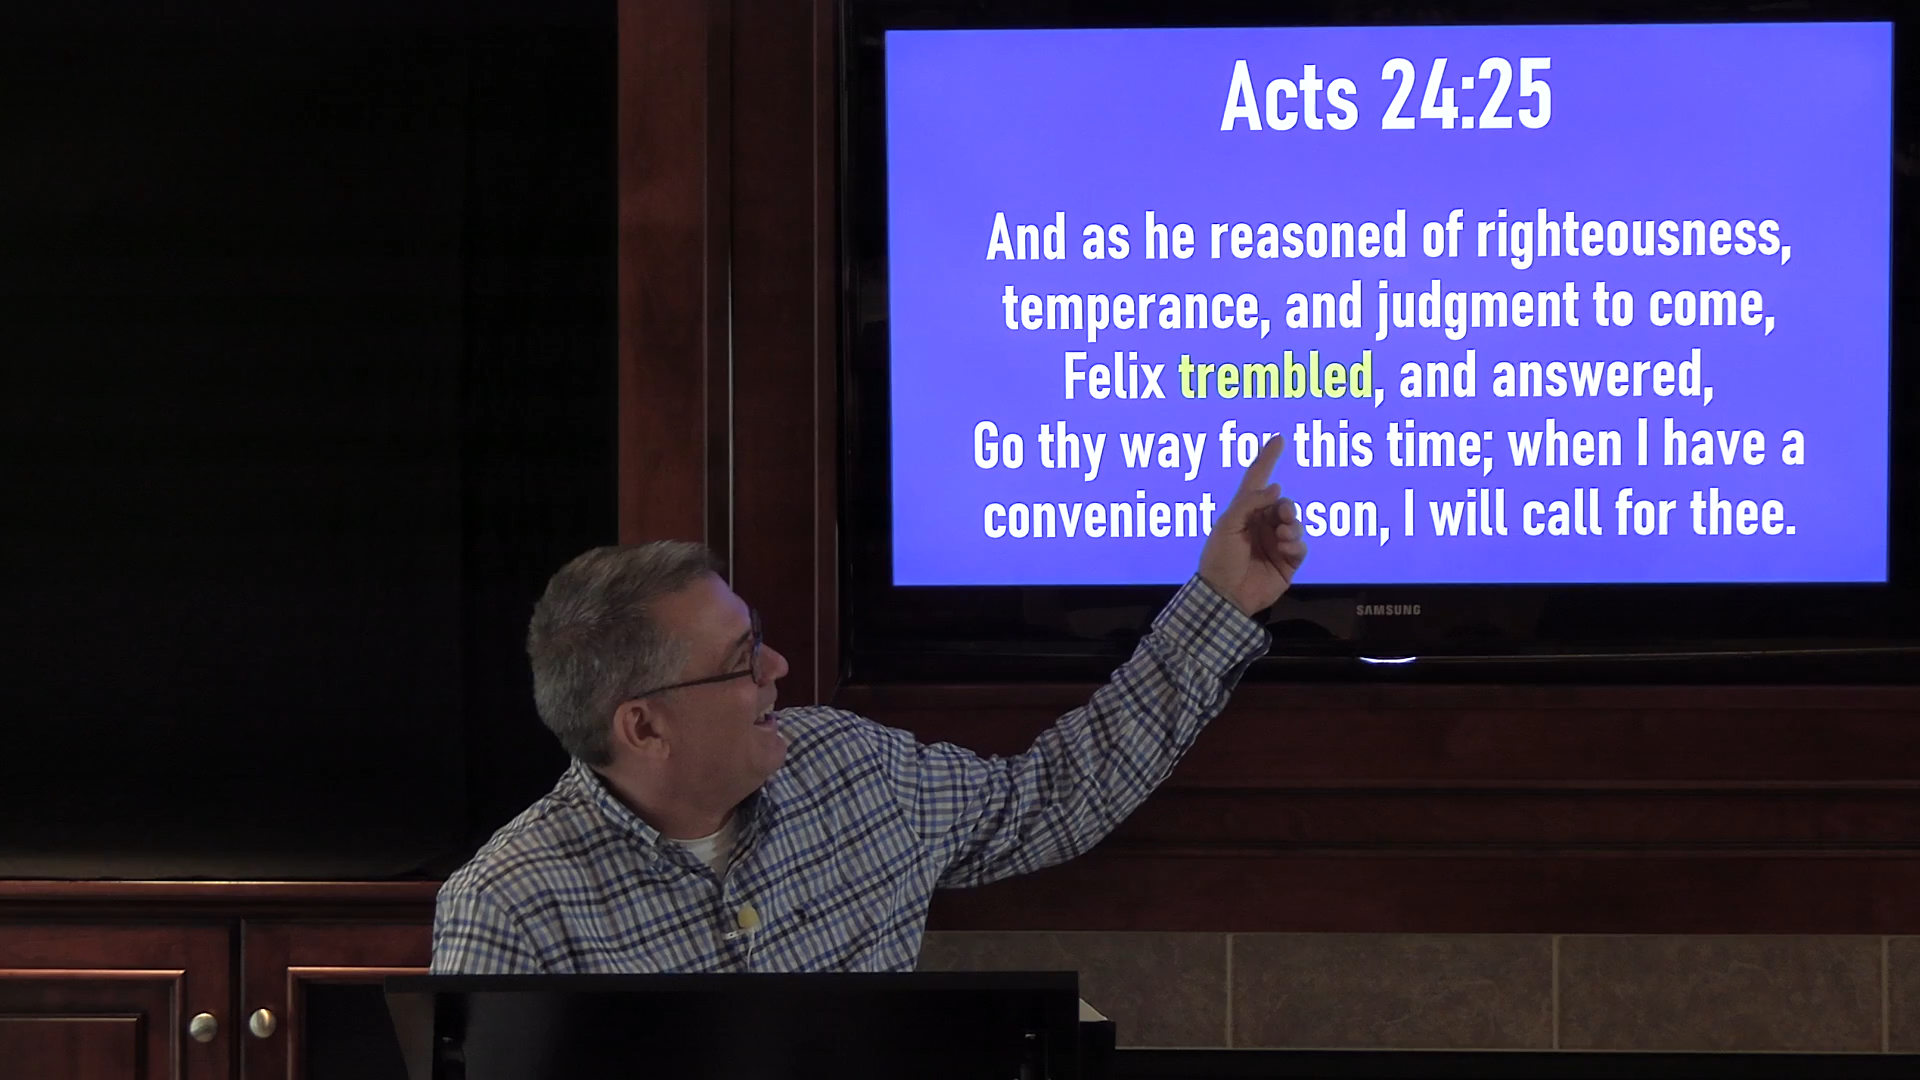 Acts 24:25
And as he reasoned of righteousness,
temperance, and judgment to come,
Felix trembled, and answered,
Go thy way for this time; when I have a
convenient son, I will call for thee.
SAMSUNG